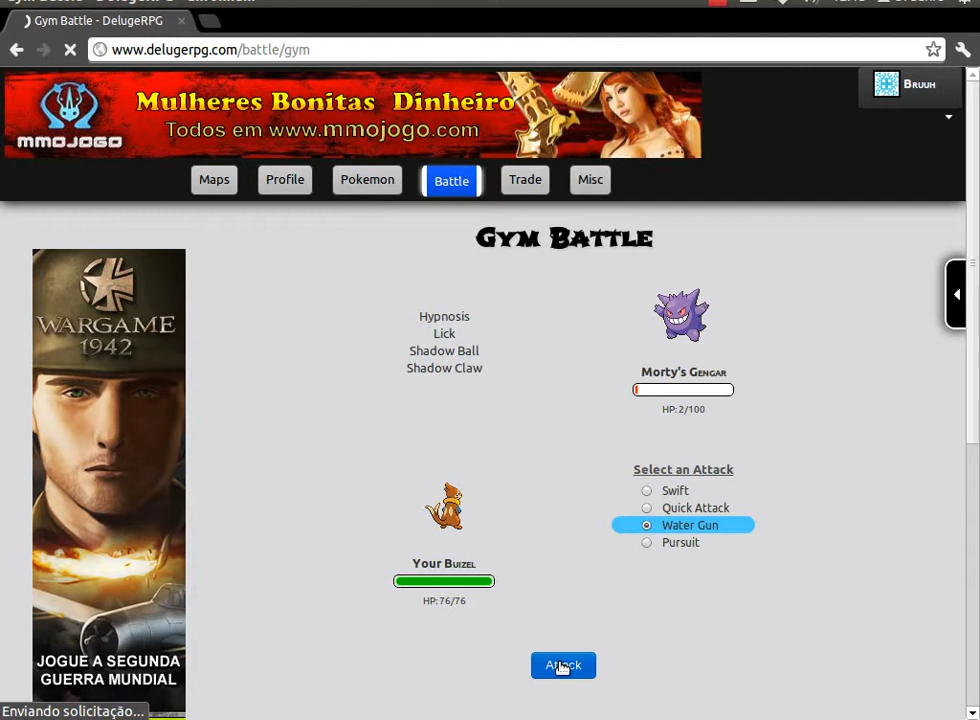 Gym Battle - DelugeRPG
www.delugerpg.com/battle/gym
Mulheres Bonitas Dinheiro
Todos em www.mmojogo.com
MMOJOGO
Bruuh
Maps
Profile
Pokemon
Battle
Trade
Misc
Gym Battle
WARGAME
1942
JOGUE A SEGUNDA
GUERRA MUNDIAL
Hypnosis
Lick
Shadow Ball
Shadow Claw
Morty's Gengar
HP: 2/100
Select an Attack
Swift
Quick Attack
Water Gun
Pursuit
Your Buizel
HP: 76/76
Attack
Enviando solicitação...